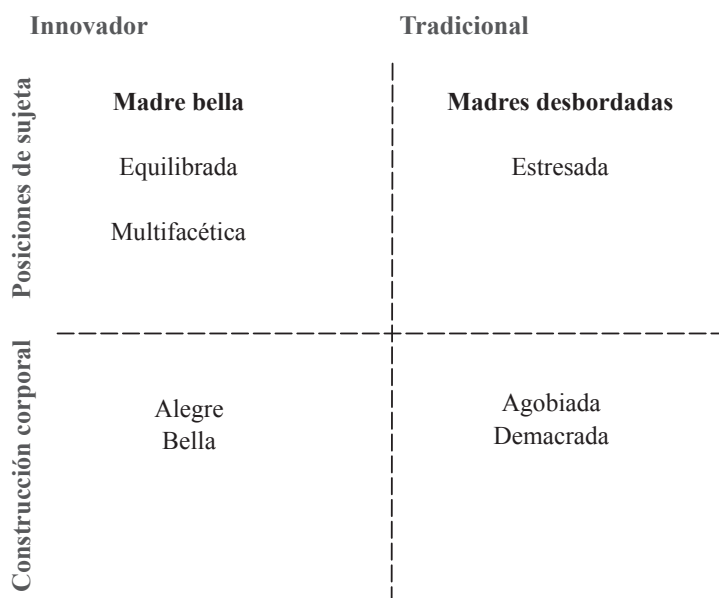 Innovador
Tradicional
Posiciones de sujeta
Madre bella
Madres desbordadas
Equilibrada
Estresada
Multifacética
Construcción corporal
Alegre
Bella
Agobiada
Demacrada